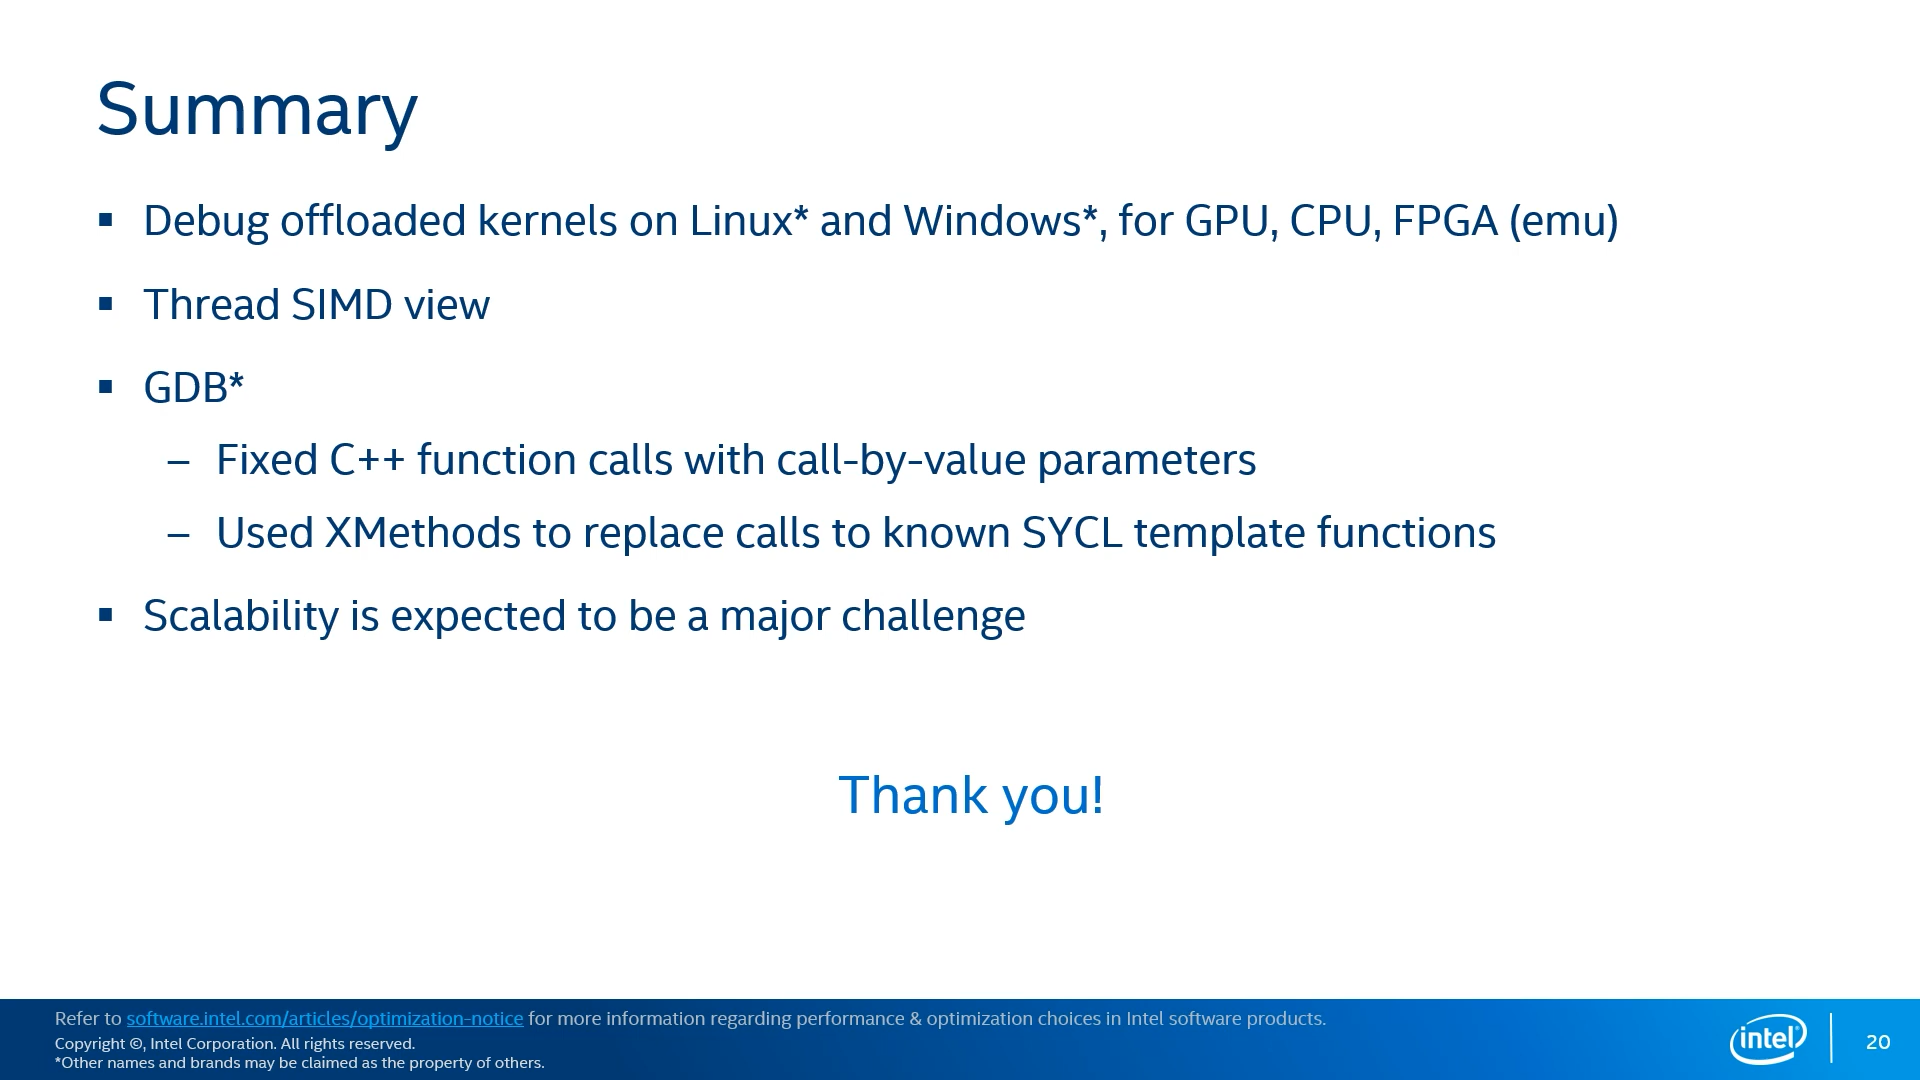 Summary
▪ Debug offloaded kernels on Linux* and Windows*, for GPU, CPU, FPGA (emu)
▪ Thread SIMD view
▪ GDB*
– Fixed C++ function calls with call-by-value parameters
– Used XMethods to replace calls to known SYCL template functions
▪ Scalability is expected to be a major challenge
Thank you!
Refer to software.intel.com/articles/optimization-notice for more information regarding performance & optimization choices in Intel software products.
Copyright ©, Intel Corporation. All rights reserved.
*Other names and brands may be claimed as the property of others.
intel®
20